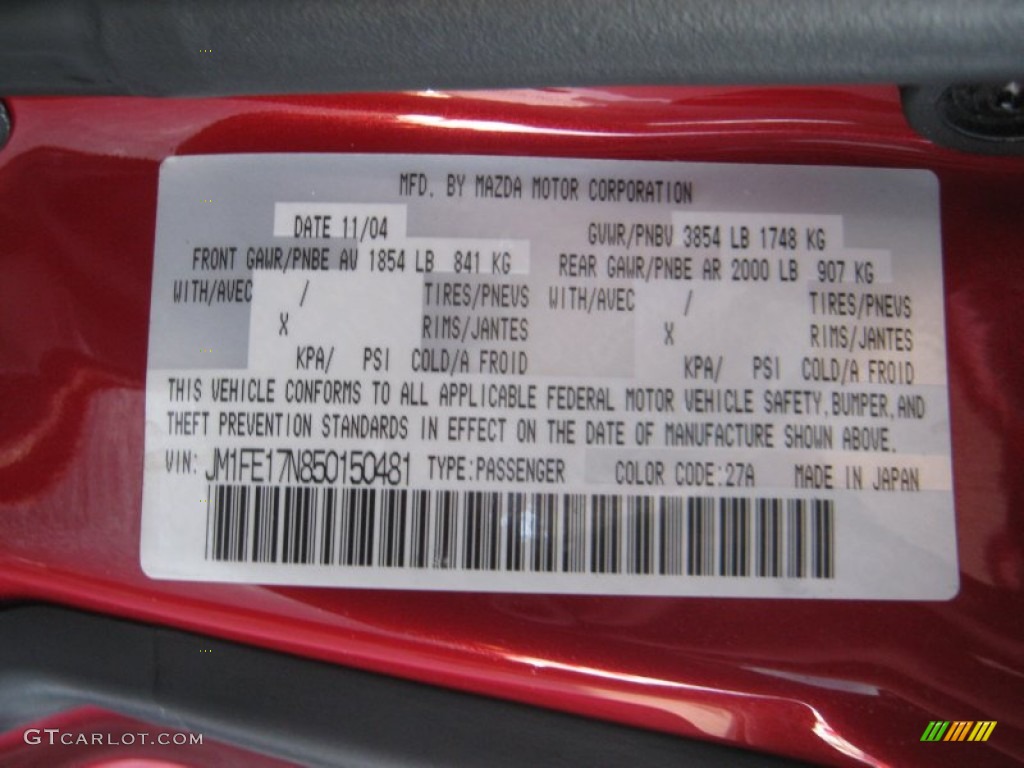 MFD. BY MAZDA MOTOR CORPORATION
DATE 11/04 GVWR/PNBV 3854 LB 1748 KG
FRONT GAWR/PNBE AV 1854 LB 841 KG REAR GAWR/PNBE AR 2000 LB 907 KG
WITH/AVEC / TIRES/PNEUS WITH/AVEC / TIRES/PNEUS
X RIMS/JANTES X RIMS/JANTES
KPA/ PSI COLD/A FROID KPA/ PSI COLD/A FROID
THIS VEHICLE CONFORMS TO ALL APPLICABLE FEDERAL MOTOR VEHICLE SAFETY, BUMPER, AND
THEFT PREVENTION STANDARDS IN EFFECT ON THE DATE OF MANUFACTURE SHOWN ABOVE.
VIN: JM1FE17N850150481 TYPE:PASSENGER COLOR CODE:27A MADE IN JAPAN
GTCARLOT.COM